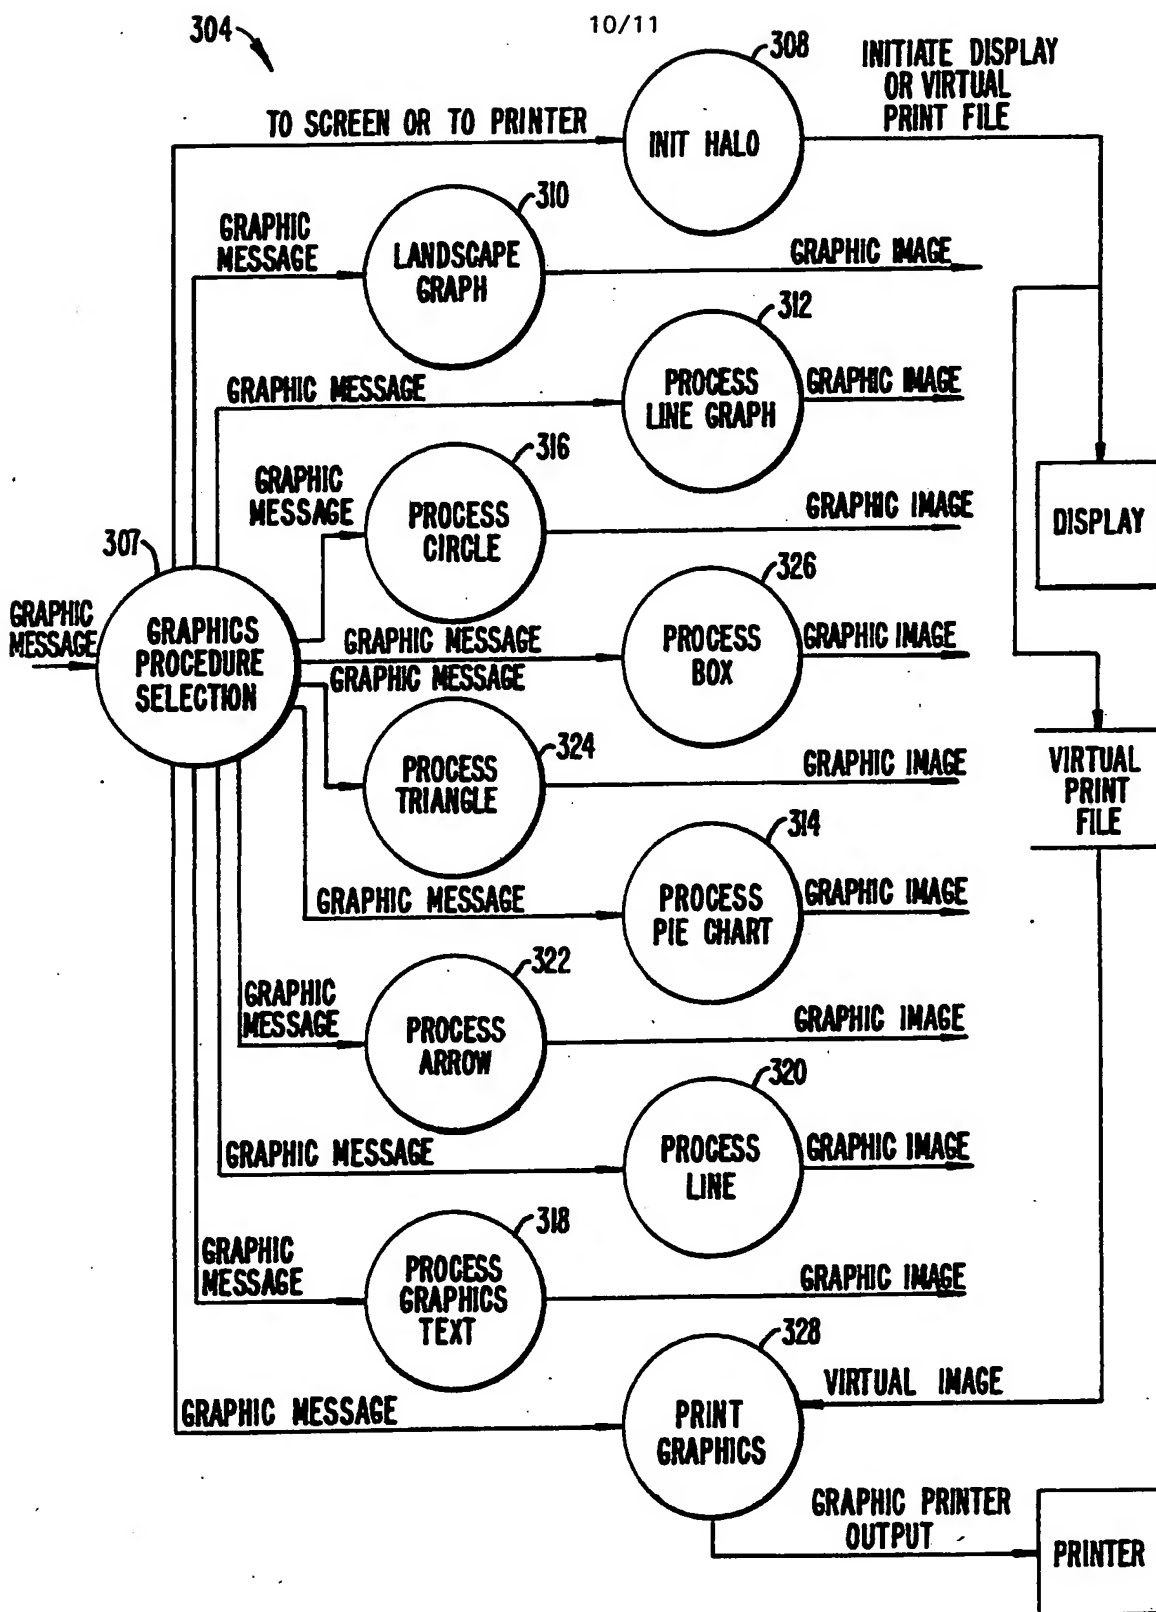 10/11
304
308
INITIATE DISPLAY
OR VIRTUAL
PRINT FILE
TO SCREEN OR TO PRINTER
INIT HALO
310
GRAPHIC
MESSAGE
LANDSCAPE
GRAPH
GRAPHIC IMAGE
312
GRAPHIC MESSAGE
PROCESS
LINE GRAPH
GRAPHIC IMAGE
316
GRAPHIC
MESSAGE
PROCESS
CIRCLE
GRAPHIC IMAGE
DISPLAY
307
GRAPHIC
MESSAGE
GRAPHICS
PROCEDURE
SELECTION
326
GRAPHIC MESSAGE
PROCESS
BOX
GRAPHIC IMAGE
GRAPHIC MESSAGE
324
PROCESS
TRIANGLE
GRAPHIC IMAGE
VIRTUAL
PRINT
FILE
314
GRAPHIC MESSAGE
PROCESS
PIE CHART
GRAPHIC IMAGE
322
GRAPHIC
MESSAGE
PROCESS
ARROW
GRAPHIC IMAGE
320
GRAPHIC MESSAGE
PROCESS
LINE
GRAPHIC IMAGE
318
GRAPHIC
MESSAGE
PROCESS
GRAPHICS
TEXT
GRAPHIC IMAGE
328
GRAPHIC MESSAGE
PRINT
GRAPHICS
VIRTUAL IMAGE
GRAPHIC PRINTER
OUTPUT
PRINTER